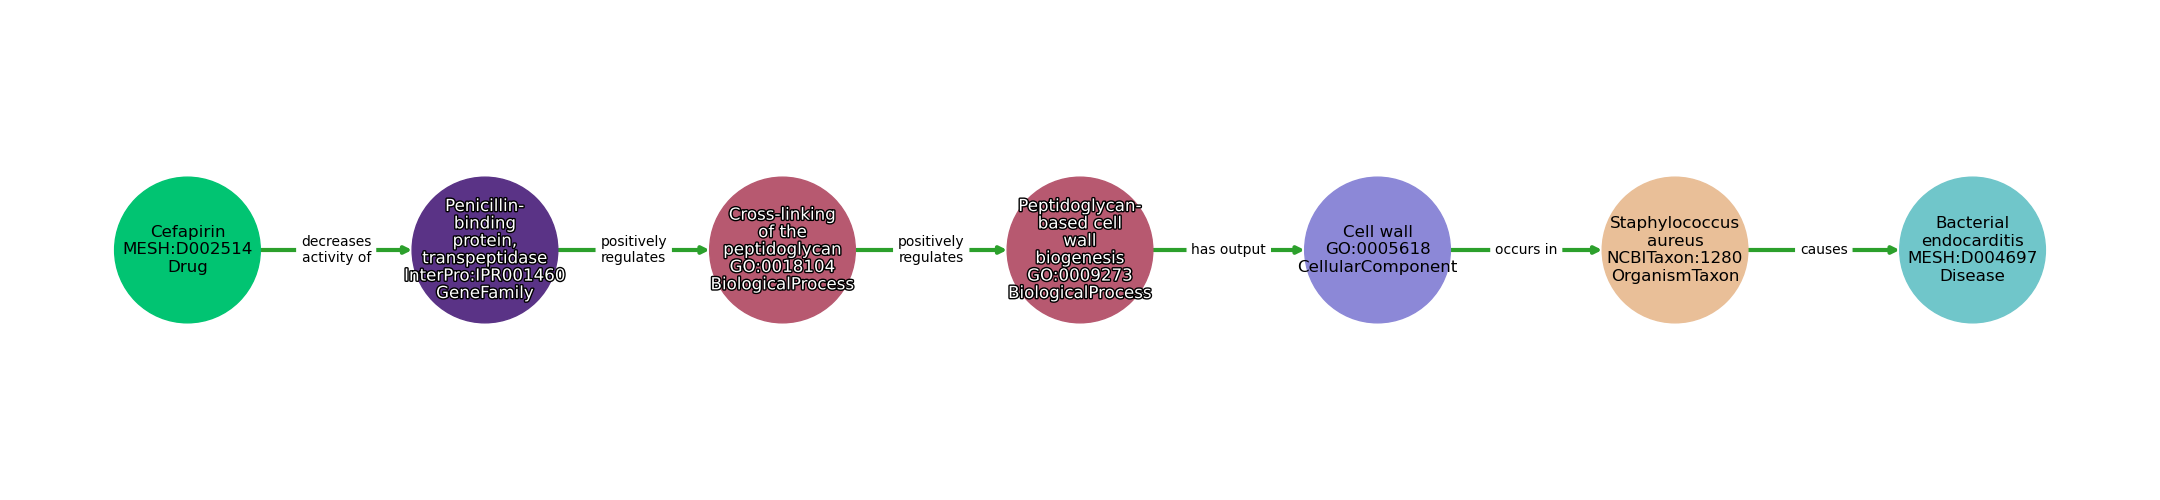 Cefapirin
MESH:D002514
Drug
decreases
activity of
Penicillin-
binding
protein,
transpeptidase
InterPro:IPR001460
GeneFamily
positively
regulates
Cross-linking
of the
peptidoglycan
GO:0018104
BiologicalProcess
positively
regulates
Peptidoglycan-
based cell
wall
biogenesis
GO:0009273
BiologicalProcess
has output
Cell wall
GO:0005618
CellularComponent
occurs in
Staphylococcus
aureus
NCBITaxon:1280
OrganismTaxon
causes
Bacterial
endocarditis
MESH:D004697
Disease